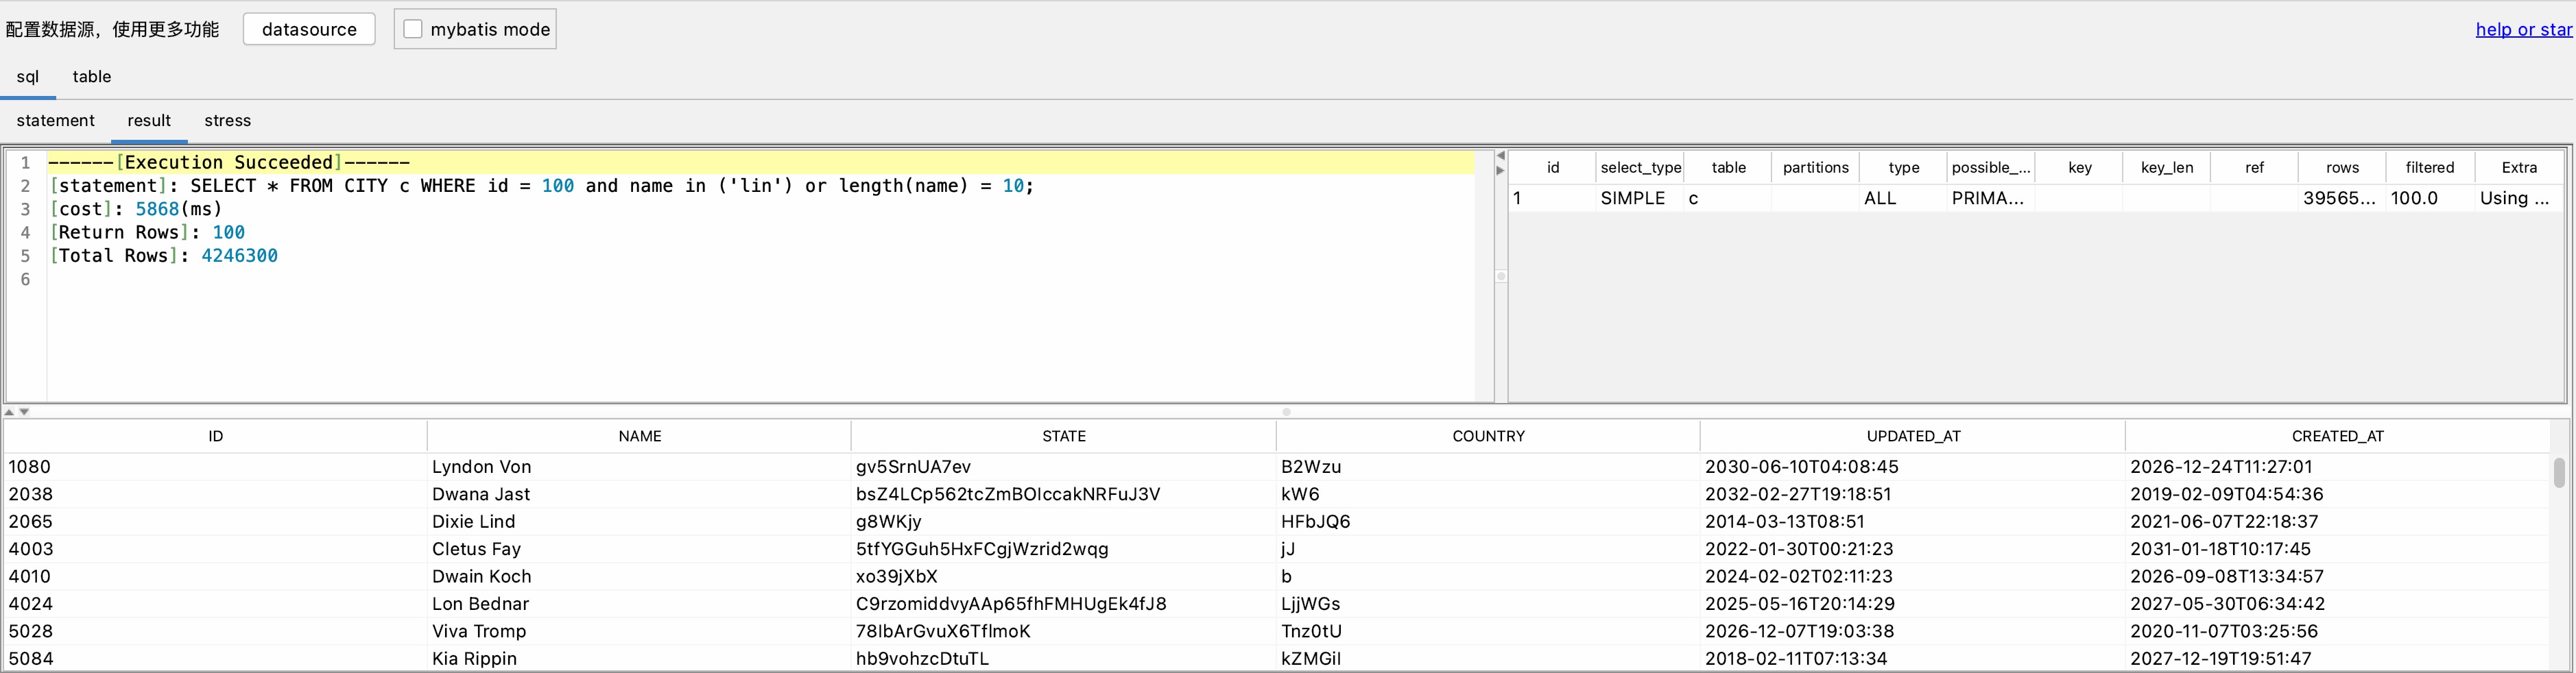 配置数据源，使用更多功能 datasource mybatis mode help or star
sql table
statement result stress
1 ------[Execution Succeeded]------
2 [statement]: SELECT * FROM CITY c WHERE id = 100 and name in ('lin') or length(name) = 10;
3 [cost]: 5868(ms)
4 [Return Rows]: 100
5 [Total Rows]: 4246300
6
id select_type table partitions type possible_... key key_len ref rows filtered Extra
1 SIMPLE c ALL PRIMA... 39565... 100.0 Using ...
ID NAME STATE COUNTRY UPDATED_AT CREATED_AT
1080 Lyndon Von gv5SrnUA7ev B2Wzu 2030-06-10T04:08:45 2026-12-24T11:27:01
2038 Dwana Jast bsZ4LCp562tcZmBOIccakNRFuJ3V kW6 2032-02-27T19:18:51 2019-02-09T04:54:36
2065 Dixie Lind g8WKjy HFbJQ6 2014-03-13T08:51 2021-06-07T22:18:37
4003 Cletus Fay 5tfYGGuh5HxFCgjWzrid2wqg jJ 2022-01-30T00:21:23 2031-01-18T10:17:45
4010 Dwain Koch xo39jXbX b 2024-02-02T02:11:23 2026-09-08T13:34:57
4024 Lon Bednar C9rzomiddvyAAp65fhFMHUgEk4fJ8 LjjWGs 2025-05-16T20:14:29 2027-05-30T06:34:42
5028 Viva Tromp 78IbArGvuX6TflmoK Tnz0tU 2026-12-07T19:03:38 2020-11-07T03:25:56
5084 Kia Rippin hb9vohzcDtuTL kZMGil 2018-02-11T07:13:34 2027-12-19T19:51:47